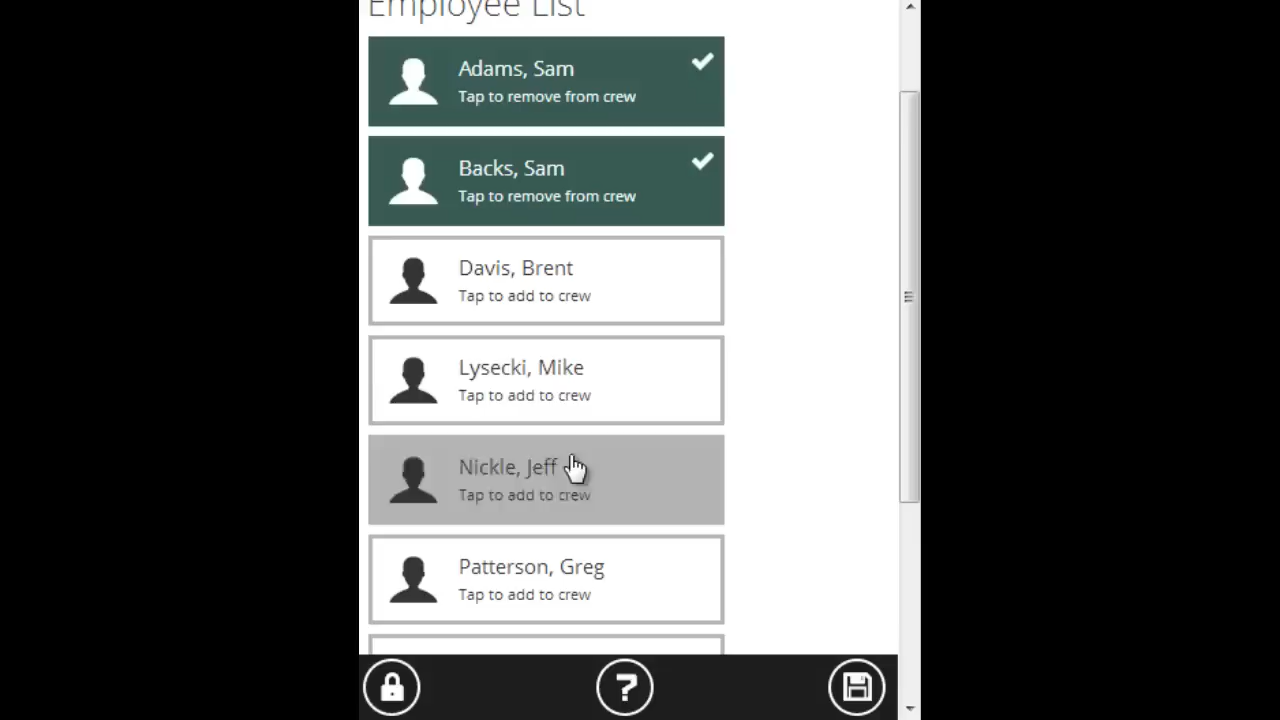 Employee List
Adams, Sam
Tap to remove from crew
Backs, Sam
Tap to remove from crew
Davis, Brent
Tap to add to crew
Lysecki, Mike
Tap to add to crew
Nickle, Jeff
Tap to add to crew
Patterson, Greg
Tap to add to crew
?